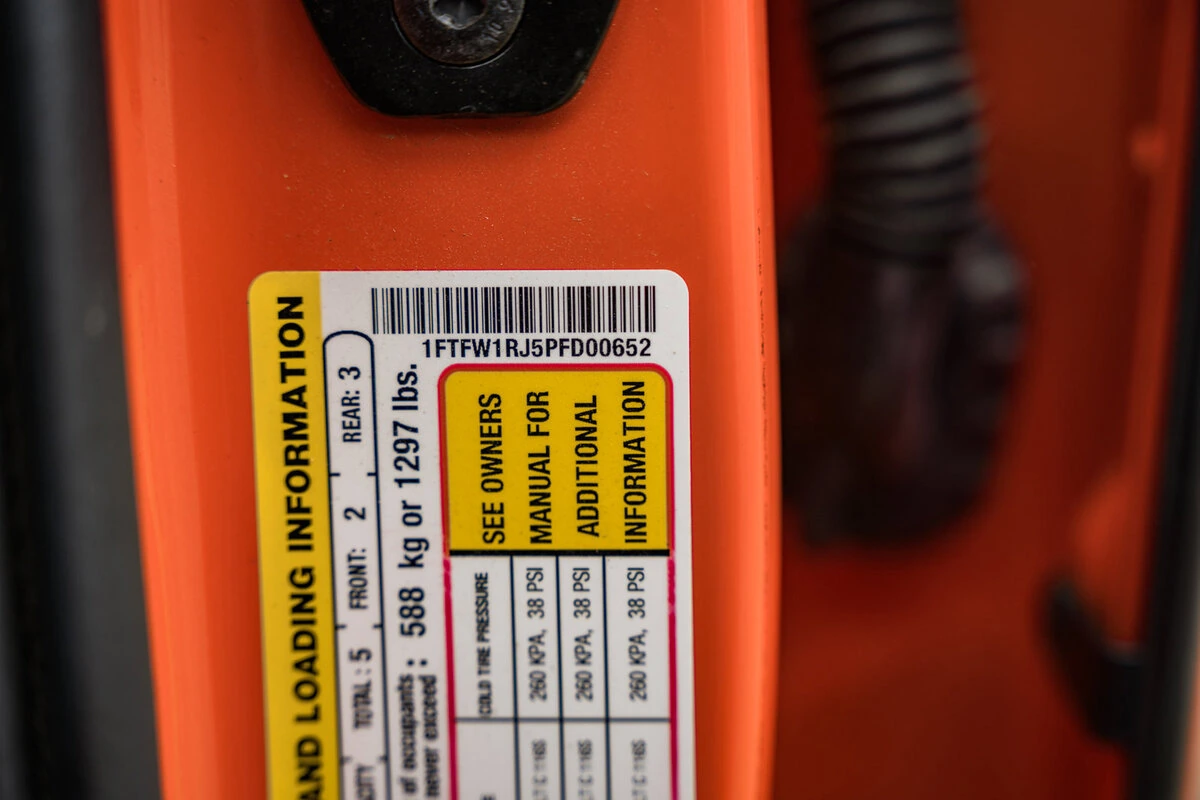 1FTFW1RJ5PFD00652
AND LOADING INFORMATION
TOTAL : 5 FRONT: 2 REAR: 3
of occupants
never exceed : 588 kg or 1297 lbs.
COLD TIRE PRESSURE
260 KPA, 38 PSI
260 KPA, 38 PSI
260 KPA, 38 PSI
SEE OWNERS
MANUAL FOR
ADDITIONAL
INFORMATION